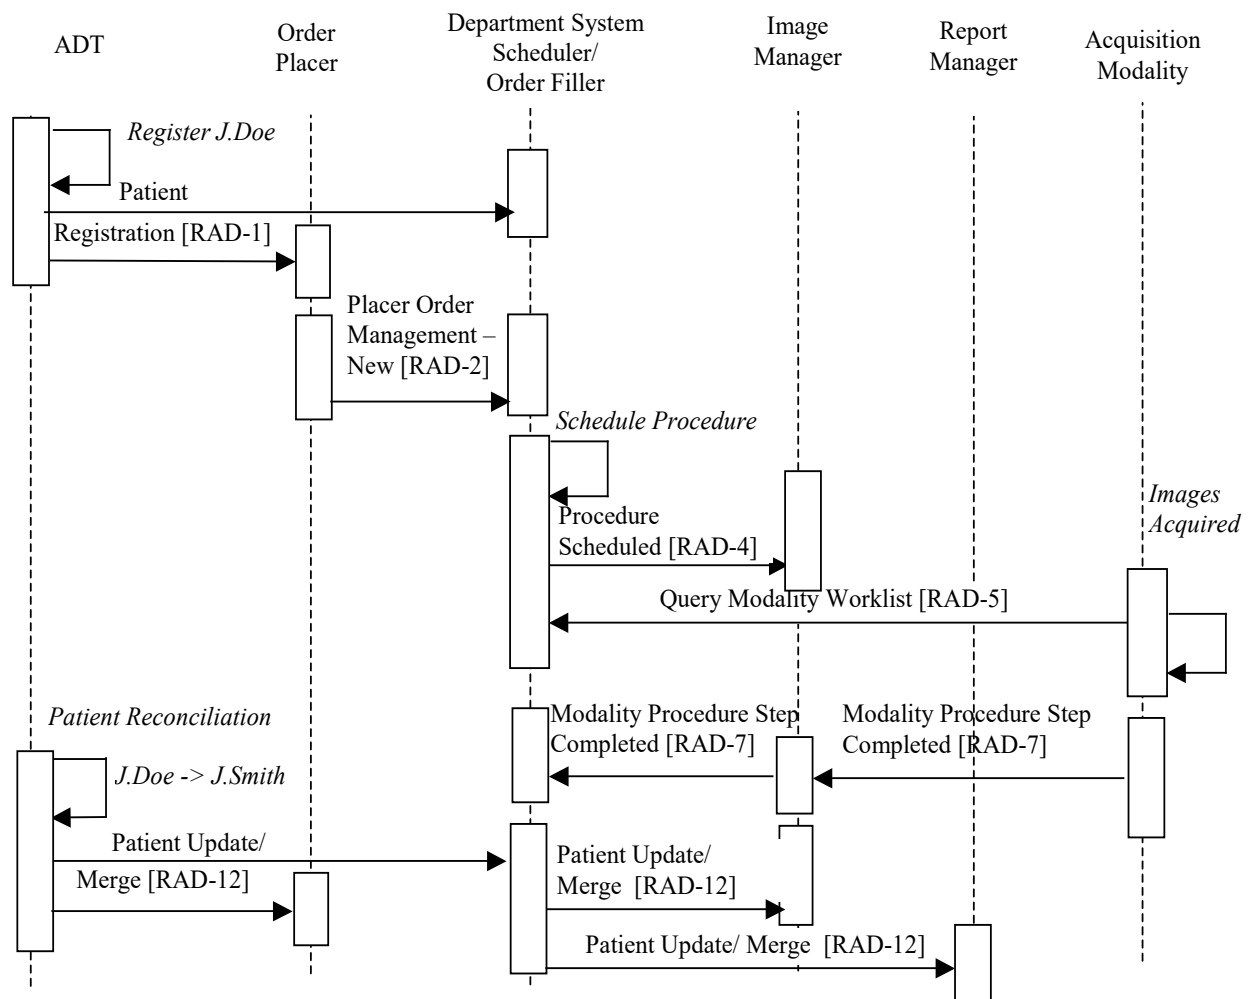 ADT
Order
Placer
Department System
Scheduler/
Order Filler
Image
Manager
Report
Manager
Acquisition
Modality
Register J.Doe
Patient
Registration [RAD-1]
Placer Order
Management –
New [RAD-2]
Schedule Procedure
Procedure
Scheduled [RAD-4]
Images
Acquired
Query Modality Worklist [RAD-5]
Modality Procedure Step
Completed [RAD-7]
Modality Procedure Step
Completed [RAD-7]
Patient Reconciliation
J.Doe -> J.Smith
Patient Update/
Merge [RAD-12]
Patient Update/
Merge [RAD-12]
Patient Update/ Merge [RAD-12]